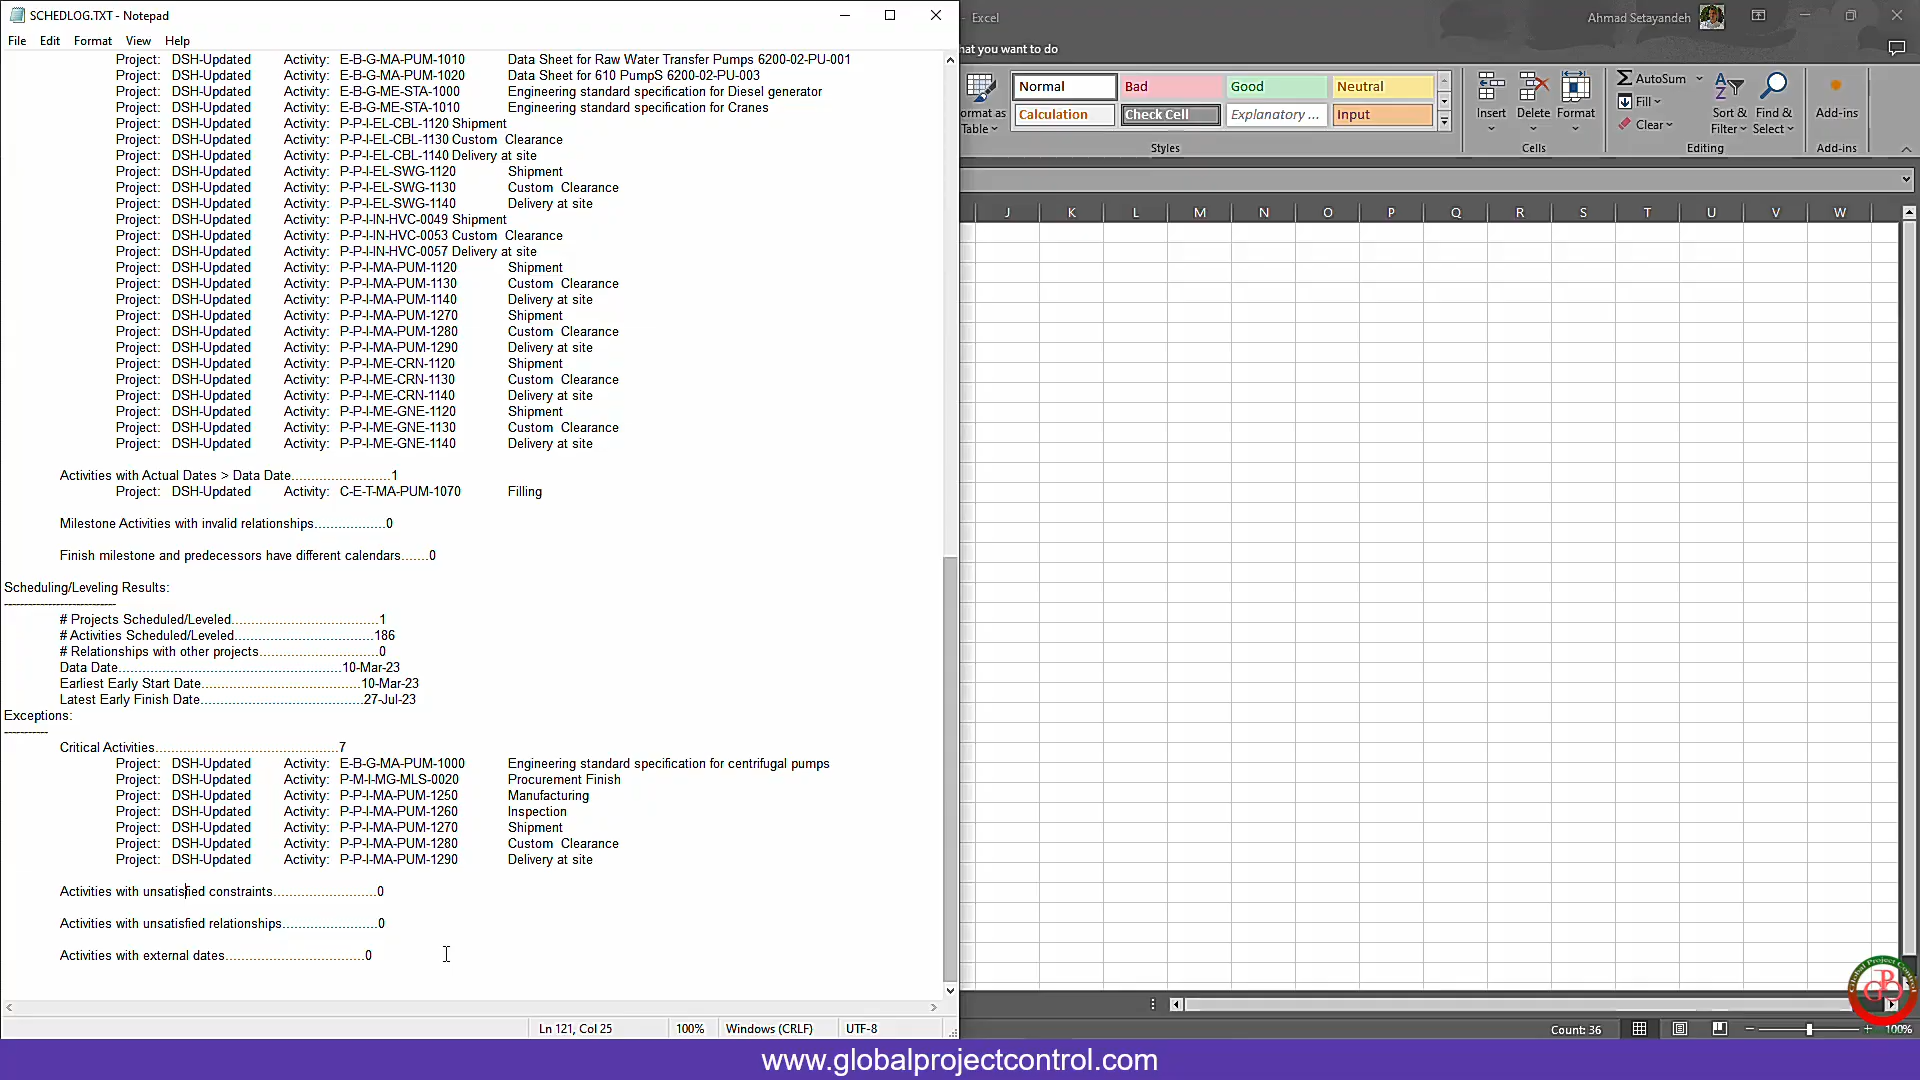 SCHEDLOG.TXT - Notepad
File Edit Format View Help
Project: DSH-Updated Activity: E-B-G-MA-PUM-1010 Data Sheet for Raw Water Transfer Pumps 6200-02-PU-001
Project: DSH-Updated Activity: E-B-G-MA-PUM-1020 Data Sheet for 610 PumpS 6200-02-PU-003
Project: DSH-Updated Activity: E-B-G-ME-STA-1000 Engineering standard specification for Diesel generator
Project: DSH-Updated Activity: E-B-G-ME-STA-1010 Engineering standard specification for Cranes
Project: DSH-Updated Activity: P-P-I-EL-CBL-1120 Shipment
Project: DSH-Updated Activity: P-P-I-EL-CBL-1130 Custom Clearance
Project: DSH-Updated Activity: P-P-I-EL-CBL-1140 Delivery at site
Project: DSH-Updated Activity: P-P-I-EL-SWG-1120 Shipment
Project: DSH-Updated Activity: P-P-I-EL-SWG-1130 Custom Clearance
Project: DSH-Updated Activity: P-P-I-EL-SWG-1140 Delivery at site
Project: DSH-Updated Activity: P-P-I-IN-HVC-0049 Shipment
Project: DSH-Updated Activity: P-P-I-IN-HVC-0053 Custom Clearance
Project: DSH-Updated Activity: P-P-I-IN-HVC-0057 Delivery at site
Project: DSH-Updated Activity: P-P-I-MA-PUM-1120 Shipment
Project: DSH-Updated Activity: P-P-I-MA-PUM-1130 Custom Clearance
Project: DSH-Updated Activity: P-P-I-MA-PUM-1140 Delivery at site
Project: DSH-Updated Activity: P-P-I-MA-PUM-1270 Shipment
Project: DSH-Updated Activity: P-P-I-MA-PUM-1280 Custom Clearance
Project: DSH-Updated Activity: P-P-I-MA-PUM-1290 Delivery at site
Project: DSH-Updated Activity: P-P-I-ME-CRN-1120 Shipment
Project: DSH-Updated Activity: P-P-I-ME-CRN-1130 Custom Clearance
Project: DSH-Updated Activity: P-P-I-ME-CRN-1140 Delivery at site
Project: DSH-Updated Activity: P-P-I-ME-GNE-1120 Shipment
Project: DSH-Updated Activity: P-P-I-ME-GNE-1130 Custom Clearance
Project: DSH-Updated Activity: P-P-I-ME-GNE-1140 Delivery at site
Activities with Actual Dates > Data Date.........................1
Project: DSH-Updated Activity: C-E-T-MA-PUM-1070 Filling
Milestone Activities with invalid relationships..................0
Finish milestone and predecessors have different calendars.......0
Scheduling/Leveling Results:
----------------------------
# Projects Scheduled/Leveled.....................................1
# Activities Scheduled/Leveled...................................186
# Relationships with other projects..............................0
Data Date........................................................10-Mar-23
Earliest Early Start Date........................................10-Mar-23
Latest Early Finish Date.........................................27-Jul-23
Exceptions:
-----------
Critical Activities..............................................7
Project: DSH-Updated Activity: E-B-G-MA-PUM-1000 Engineering standard specification for centrifugal pumps
Project: DSH-Updated Activity: P-M-I-MG-MLS-0020 Procurement Finish
Project: DSH-Updated Activity: P-P-I-MA-PUM-1250 Manufacturing
Project: DSH-Updated Activity: P-P-I-MA-PUM-1260 Inspection
Project: DSH-Updated Activity: P-P-I-MA-PUM-1270 Shipment
Project: DSH-Updated Activity: P-P-I-MA-PUM-1280 Custom Clearance
Project: DSH-Updated Activity: P-P-I-MA-PUM-1290 Delivery at site
Activities with unsatisfied constraints..........................0
Activities with unsatisfied relationships........................0
Activities with external dates...................................0
Ln 121, Col 25 100% Windows (CRLF) UTF-8
- Excel Ahmad Setayandeh
hat you want to do
ormat as
Table
Normal Bad Good Neutral
Calculation Check Cell Explanatory ... Input
Styles
Insert Delete Format
Cells
AutoSum
Fill
Clear
Sort &
Filter
Find &
Select
Editing
Add-ins
Add-ins
J K L M N O P Q R S T U V W
Count: 36 100%
Global Project Control
GPC
www.globalprojectcontrol.com